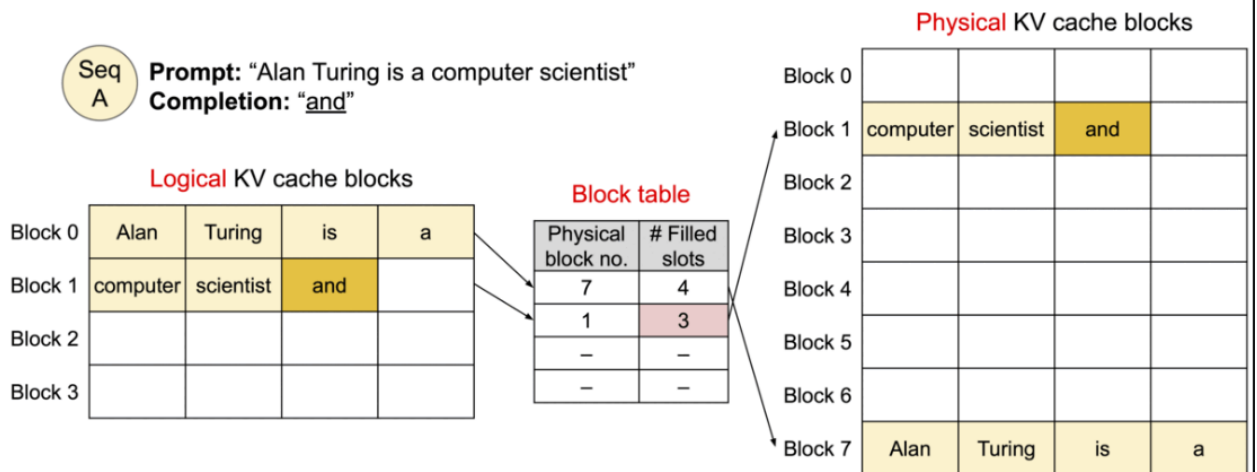 Seq
A
Prompt: “Alan Turing is a computer scientist”
Completion: “and”
Logical KV cache blocks
Block 0 Alan Turing is a
Block 1 computer scientist and
Block 2
Block 3
Block table
Physical block no. # Filled slots
7 4
1 3
– –
– –
Physical KV cache blocks
Block 0
Block 1 computer scientist and
Block 2
Block 3
Block 4
Block 5
Block 6
Block 7 Alan Turing is a